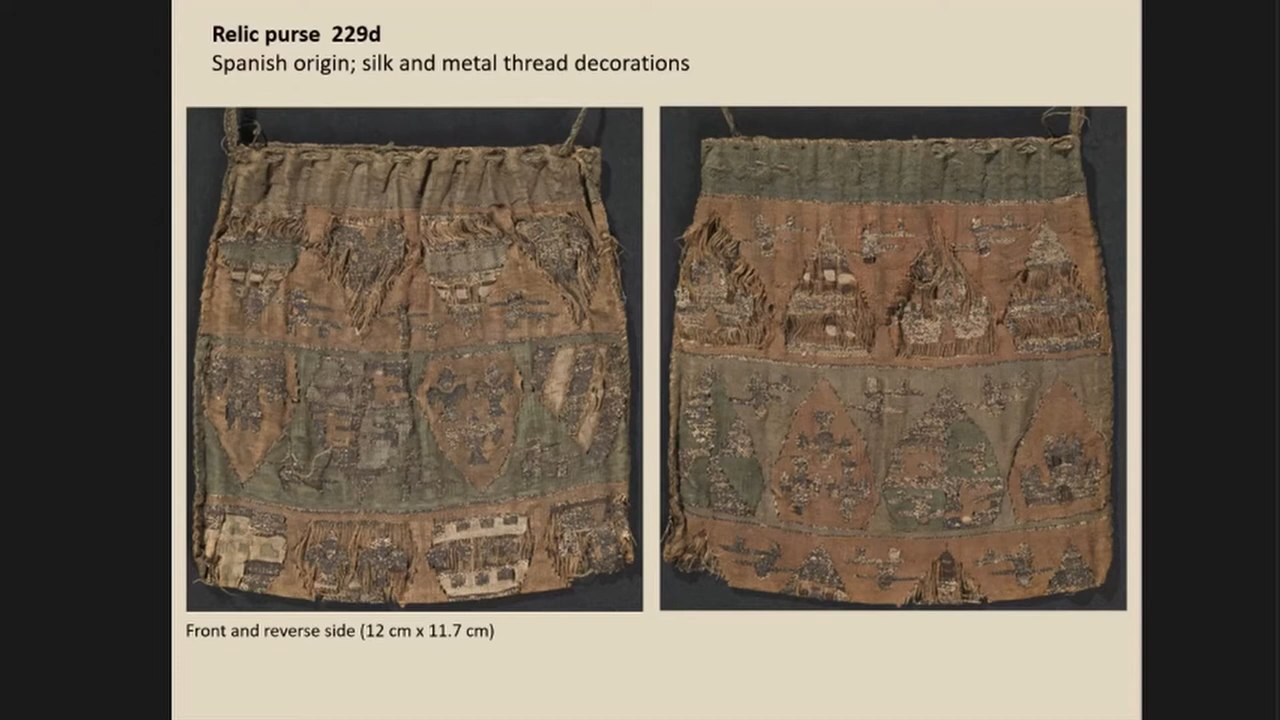 Relic purse  229d
Spanish origin; silk and metal thread decorations
Front and reverse side (12 cm x 11.7 cm)